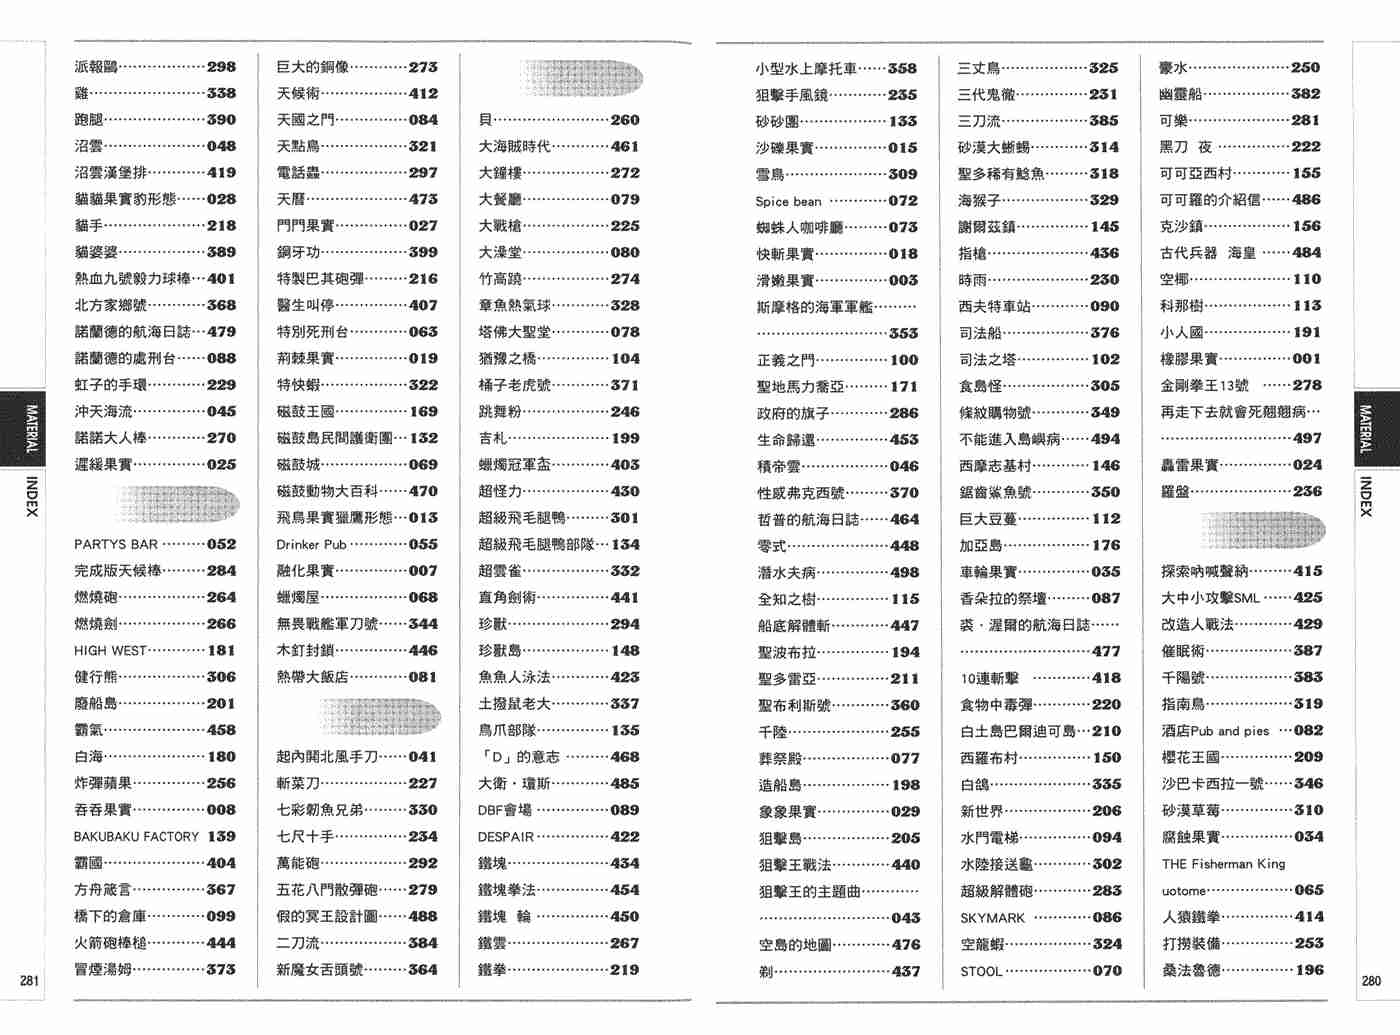 豪水……250
幽靈船……382
可樂……281
黑刀 夜……222
可可亞西村……155
可可羅的介紹信……486
克沙鎮……156
古代兵器 海皇……484
空椰……110
科那樹……113
小人國……191
橡膠果實……001
金剛拳王13號……278
再走下去就會死翹翹病…
……497
轟雷果實……024
羅盤……236
探索吶喊聲納……415
大中小攻擊SML……425
改造人戰法……429
催眠術……387
千陽號……383
指南鳥……319
酒店Pub and pies…082
櫻花王國……209
沙巴卡西拉一號……346
砂漠草莓……310
腐蝕果實……034
THE Fisherman King
uotome……065
人猿鐵拳……414
打撈裝備……253
桑法魯德……196
三丈鳥……325
三代鬼徹……231
三刀流……385
砂漠大蜥蜴……314
聖多稀有鯰魚……318
海猴子……329
謝爾茲鎮……145
指槍……436
時雨……230
西夫特車站……090
司法船……376
司法之塔……102
食島怪……305
條紋購物號……349
不能進入島嶼病……494
西摩志基村……146
鋸齒鯊魚號……350
巨大豆蔓……112
加亞島……176
車輪果實……035
香朵拉的祭壇……087
裘・渥爾的航海日誌……
……477
10連斬擊……418
食物中毒彈……220
白土島巴爾迪可島…210
西羅布村……150
白鴿……335
新世界……206
水門電梯……094
水陸接送龜……302
超級解體砲……283
SKYMARK……086
空龍蝦……324
STOOL……070
小型水上摩托車……358
狙擊手風鏡……235
砂砂團……133
沙礫果實……015
雪鳥……309
Spice bean……072
蜘蛛人咖啡廳……073
快斬果實……018
滑嫩果實……003
斯摩格的海軍軍艦……
……353
正義之門……100
聖地馬力喬亞……171
政府的旗子……286
生命歸還……453
積帝雲……046
性感弗克西號……370
哲普的航海日誌……464
零式……448
潛水夫病……498
全知之樹……115
船底解體斬……447
聖波布拉……194
聖多雷亞……211
聖布利斯號……360
千陸……255
葬祭殿……077
造船島……198
象象果實……029
狙擊島……205
狙擊王戰法……440
狙擊王的主題曲……
……043
空島的地圖……476
剃……437
280
MATERIAL
INDEX
貝……260
大海賊時代……461
大鐘樓……272
大餐廳……079
大戰槍……225
大澡堂……080
竹高蹺……274
章魚熱氣球……328
塔佛大聖堂……078
猶豫之橋……104
桶子老虎號……371
跳舞粉……246
吉札……199
蠟燭冠軍盃……403
超怪力……430
超級飛毛腿鴨……301
超級飛毛腿鴨部隊…134
超雲雀……332
直角劍術……441
珍獸……294
珍獸島……148
魚魚人泳法……423
土撥鼠老大……337
鳥爪部隊……135
「D」的意志……468
大衛・瓊斯……485
DBF會場……089
DESPAIR……422
鐵塊……434
鐵塊拳法……454
鐵塊 輪……450
鐵雲……267
鐵拳……219
巨大的銅像……273
天候術……412
天國之門……084
天點鳥……321
電話蟲……297
天曆……473
門門果實……027
鋼牙功……399
特製巴其砲彈……216
醫生叫停……407
特別死刑台……063
荊棘果實……019
特快蝦……322
磁鼓王國……169
磁鼓島民間護衛團…132
磁鼓城……069
磁鼓動物大百科……470
飛鳥果實獵鷹形態…013
Drinker Pub……055
融化果實……007
蠟燭屋……068
無畏戰艦軍刀號……344
木釘封鎖……446
熱帶大飯店……081
起內鬨北風手刀……041
斬菜刀……227
七彩魛魚兄弟……330
七尺十手……234
萬能砲……292
五花八門散彈砲……279
假的冥王設計圖……488
二刀流……384
新魔女舌頭號……364
派報鷗……298
雞……338
跑腿……390
沼雲……048
沼雲漢堡排……419
貓貓果實豹形態……028
貓手……218
貓婆婆……389
熱血九號毅力球棒…401
北方家鄉號……368
諾蘭德的航海日誌…479
諾蘭德的處刑台……088
虹子的手環……229
沖天海流……045
諾諾大人棒……270
遲緩果實……025
PARTYS BAR……052
完成版天候棒……284
燃燒砲……264
燃燒劍……266
HIGH WEST……181
健行熊……306
廢船島……201
霸氣……458
白海……180
炸彈蘋果……256
吞吞果實……008
BAKUBAKU FACTORY 139
霸國……404
方舟箴言……367
橋下的倉庫……099
火箭砲棒槌……444
冒煙湯姆……373
281
MATERIAL
INDEX